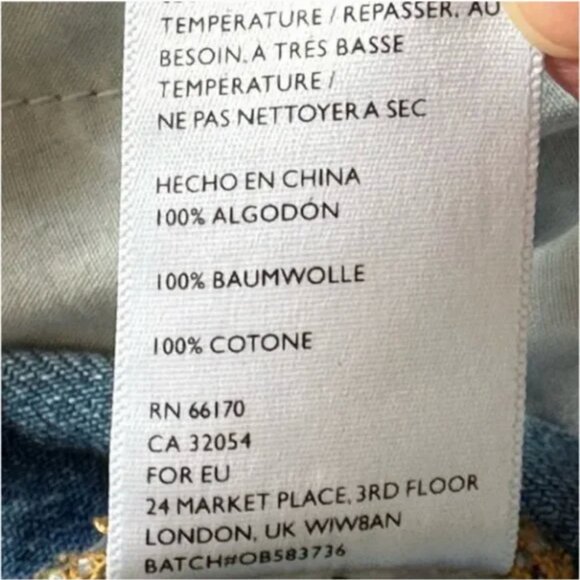 TEMPERATURE / REPASSER, AU
BESOIN, À TRÉS BASSE
TEMPERATURE /
NE PAS NETTOYER A SEC
HECHO EN CHINA
100% ALGODÓN
100% BAUMWOLLE
100% COTONE
RN 66170
CA 32054
FOR EU
24 MARKET PLACE, 3RD FLOOR
LONDON, UK W1W8AN
BATCH#OB583736